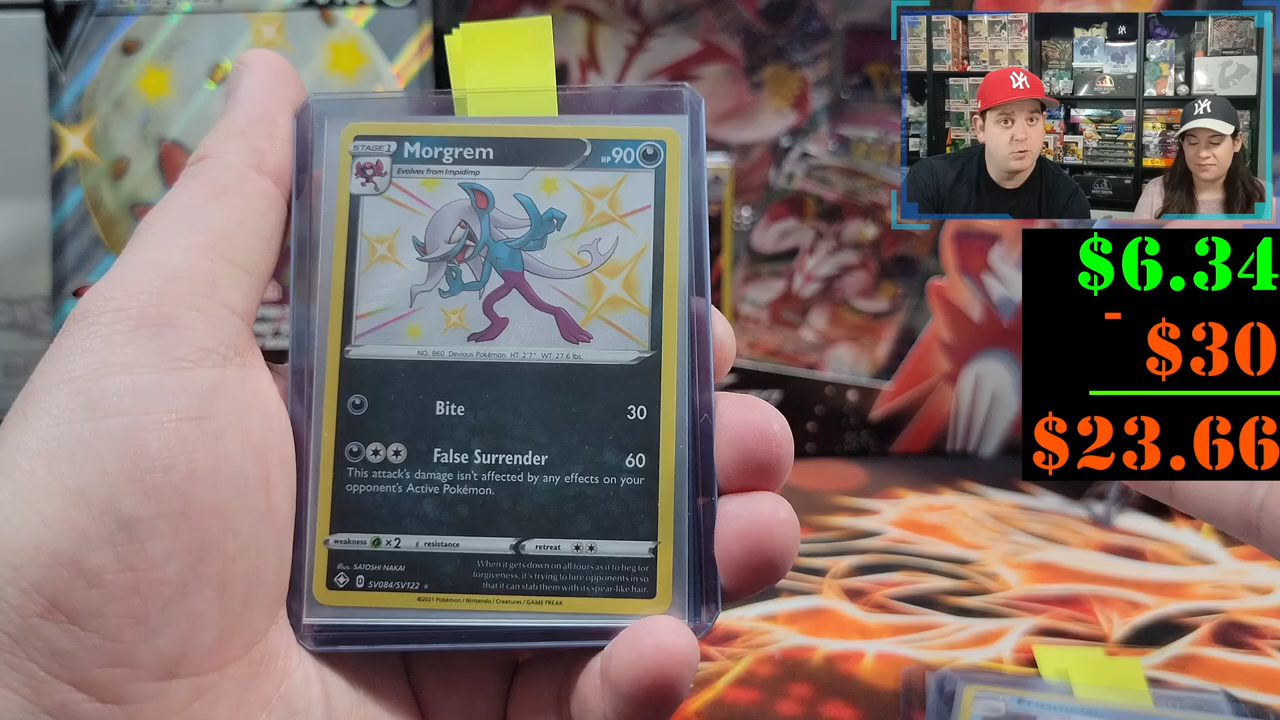 STAGE 1
Morgrem
HP 90
Evolves from Impidimp
NO. 860 Devious Pokémon HT: 2'7" WT: 27.6 lbs.
Bite 30
False Surrender 60
This attack's damage isn't affected by any effects on your
opponent's Active Pokémon.
weakness ×2 resistance retreat
Illus. SATOSHI NAKAI
SV084/SV122
When it gets down on all fours as if to beg for
forgiveness, it's trying to lure opponents in so
that it can stab them with its spear-like hair.
©2021 Pokémon / Nintendo / Creatures / GAME FREAK
$6.34
- $30
$23.66